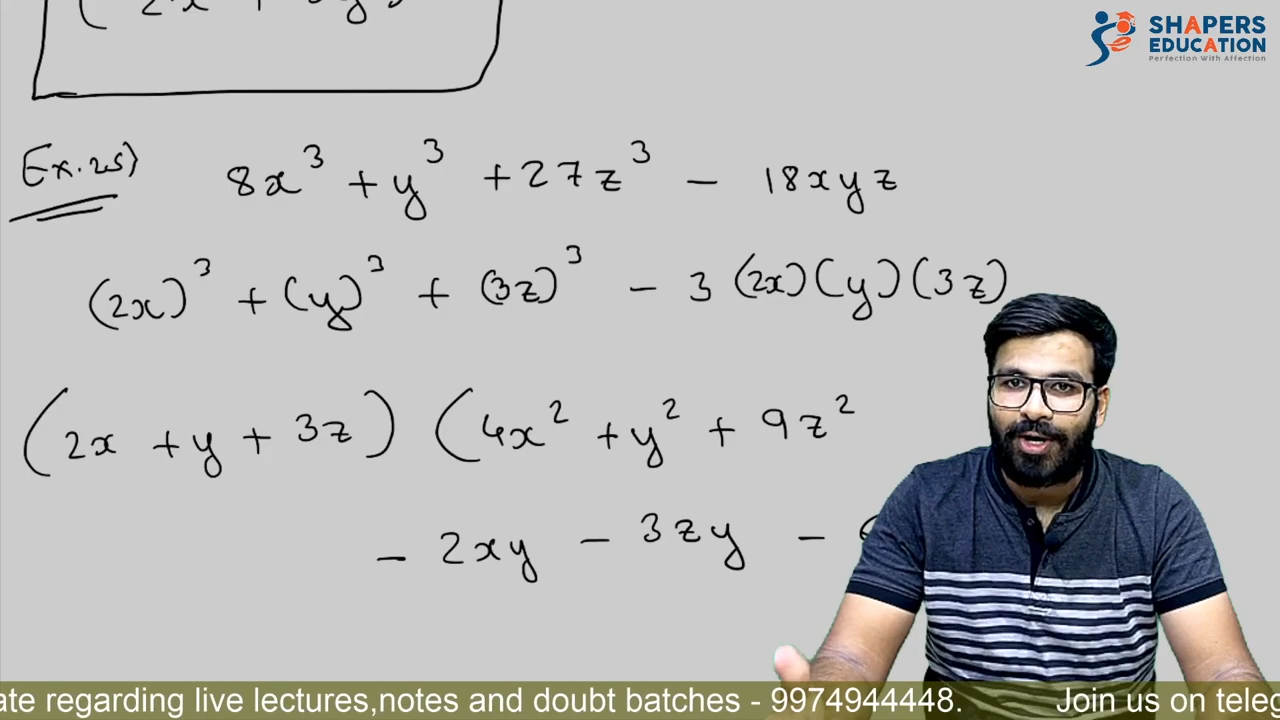 SHAPERS
EDUCATION
Perfection With Affection
Ex.25)
8x³ + y³ + 27z³ - 18xyz
(2x)³ + (y)³ + (3z)³ - 3 (2x)(y)(3z)
(2x + y + 3z) (4x² + y² + 9z²
- 2xy - 3zy -
ate regarding live lectures,notes and doubt batches - 9974944448. Join us on teleg